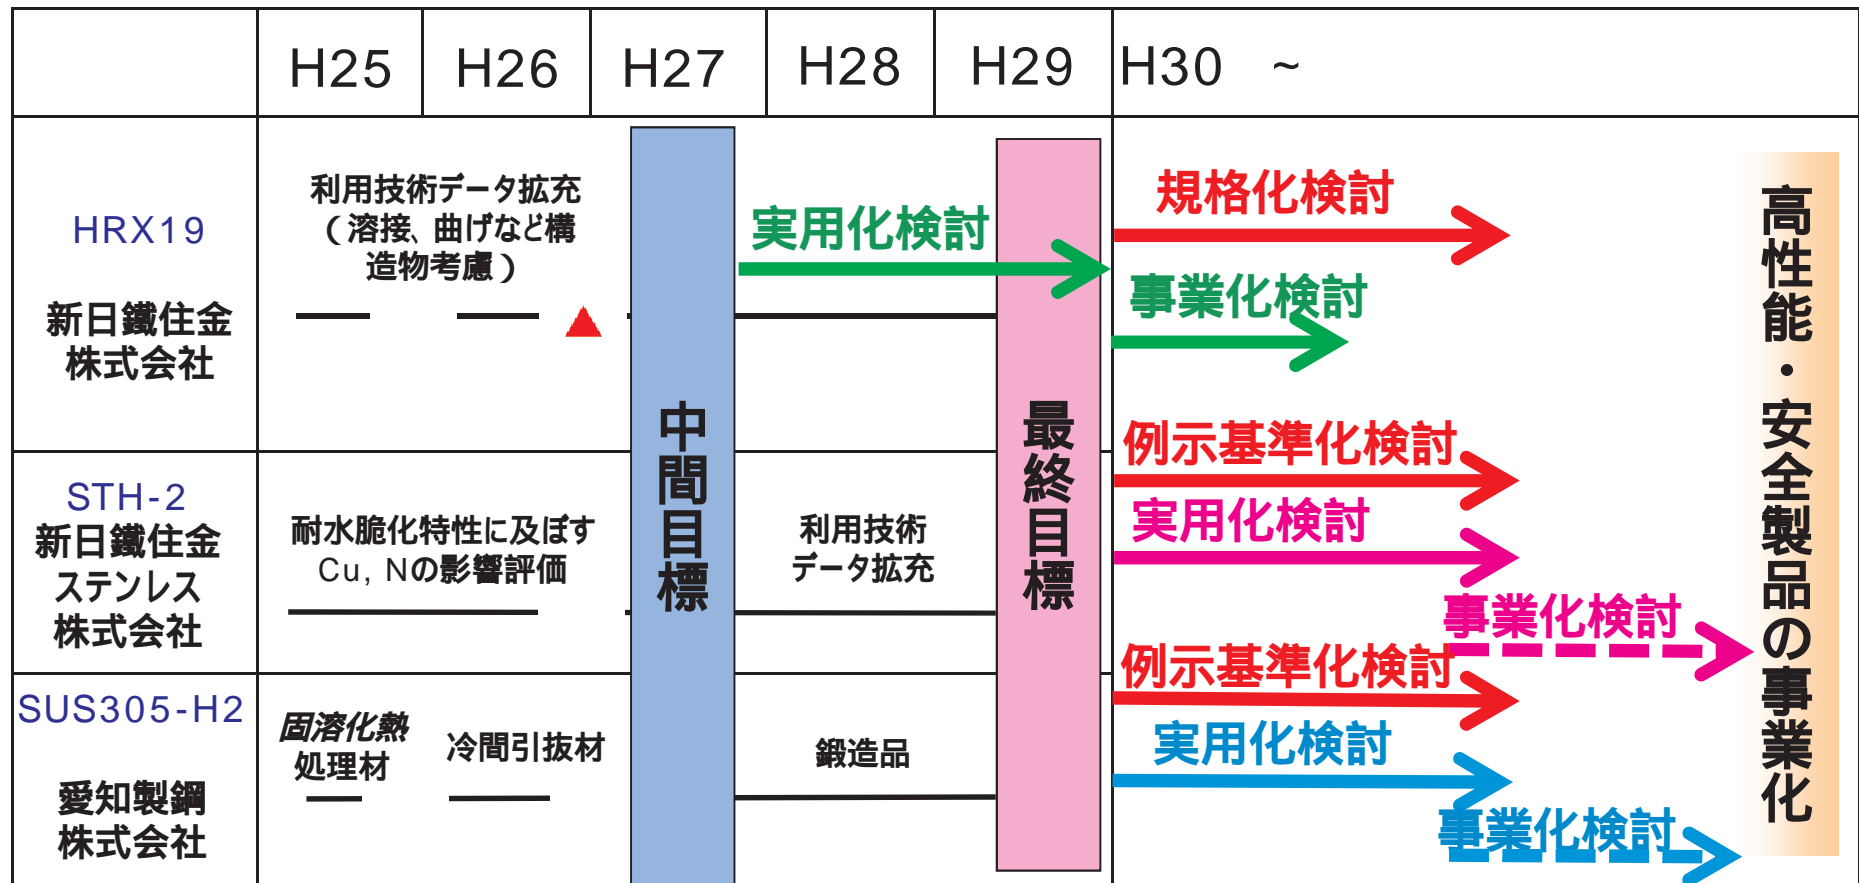 H25 H26 H27 H28 H29 H30 ~
HRX19
新日鐵住金
株式会社
利用技術データ拡充
(溶接、曲げなど構
造物考慮)
実用化検討
規格化検討
事業化検討
STH-2
新日鐵住金
ステンレス
株式会社
耐水脆化特性に及ぼす
Cu, Nの影響評価
利用技術
データ拡充
例示基準化検討
実用化検討
事業化検討
SUS305-H2
愛知製鋼
株式会社
固溶化熱
処理材
冷間引抜材
鍛造品
例示基準化検討
実用化検討
事業化検討
中間目標
最終目標
高性能・安全製品の事業化